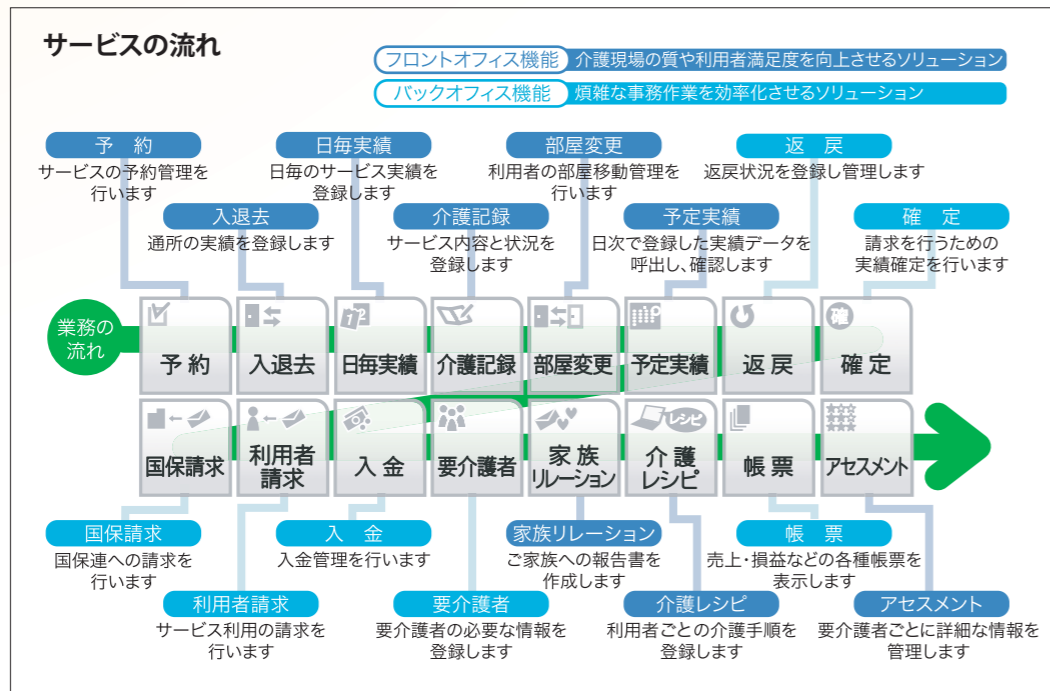 サービスの流れ
フロントオフィス機能 介護現場の質や利用者満足度を向上させるソリューション
バックオフィス機能 煩雑な事務作業を効率化させるソリューション
予 約
サービスの予約管理を
行います
日毎実績
日毎のサービス実績を
登録します
部屋変更
利用者の部屋移動管理を
行います
返 戻
返戻状況を登録し管理します
入退去
通所の実績を登録します
介護記録
サービス内容と状況を
登録します
予定実績
日次で登録した実績データを
呼出し、確認します
確 定
請求を行うための
実績確定を行います
業務の
流れ
予 約
入退去
日毎実績
介護記録
部屋変更
予定実績
返 戻
確
確 定
国保請求
利用者
請求
入 金
要介護者
家 族
リレーション
レシピ
介 護
レシピ
帳 票
アセスメント
国保請求
国保連への請求を
行います
入 金
入金管理を行います
家族リレーション
ご家族への報告書を
作成します
帳 票
売上・損益などの各種帳票を
表示します
利用者請求
サービス利用の請求を
行います
要介護者
要介護者の必要な情報を
登録します
介護レシピ
利用者ごとの介護手順を
登録します
アセスメント
要介護者ごとに詳細な情報を
管理します